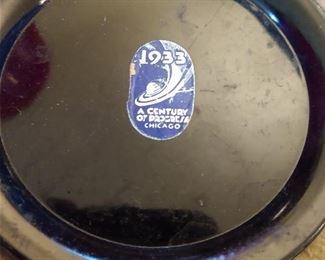 1933
A CENTURY
OF PROGRESS
CHICAGO